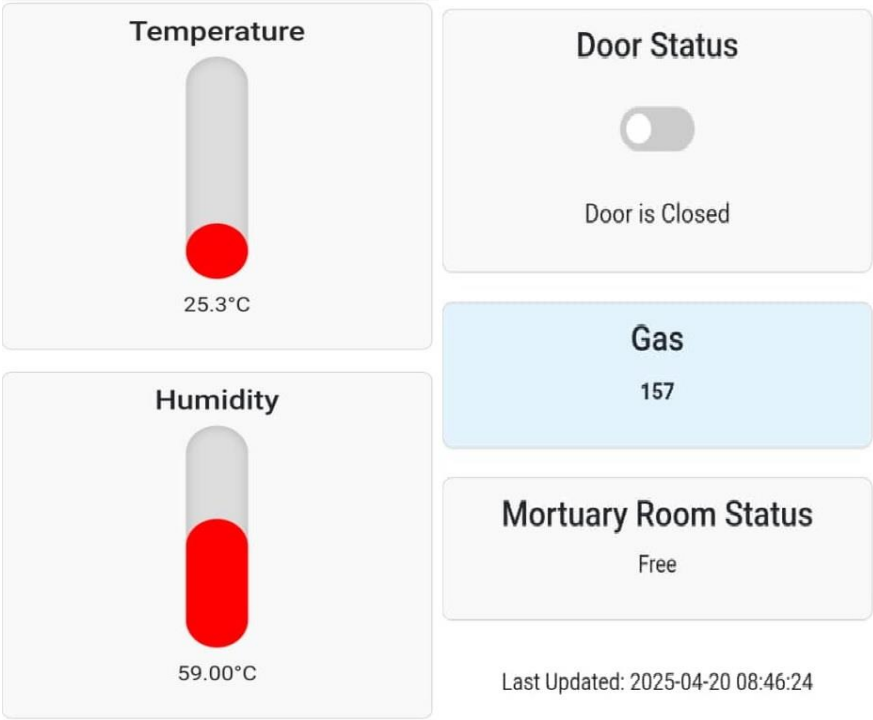 Temperature
25.3°C
Humidity
59.00°C
Door Status
Door is Closed
Gas
157
Mortuary Room Status
Free
Last Updated: 2025-04-20 08:46:24